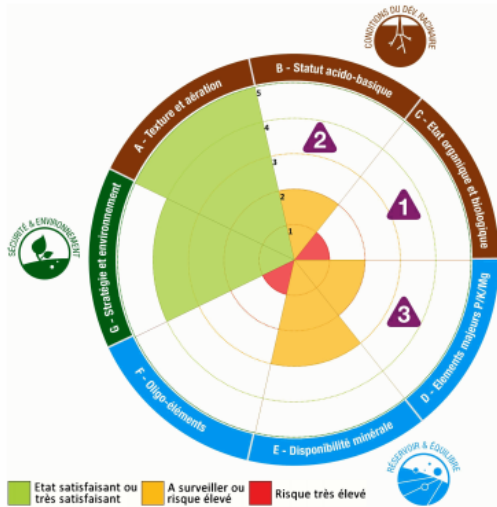 CONDITIONS DU DÉV. RACINAIRE
B - Statut acido-basique
A - Texture et aération
C - Etat organique et biologique
5
4
3
2
1
2
1
3
SÉCURITÉ & ENVIRONNEMENT
G - Stratégie et environnement
D - Elements majeurs P/K/Mg
F - Oligo-éléments
E - Disponibilité minérale
RÉSERVOIR & ÉQUILIBRE
Etat satisfaisant ou
très satisfaisant
A surveiller ou
risque élevé
Risque très élevé